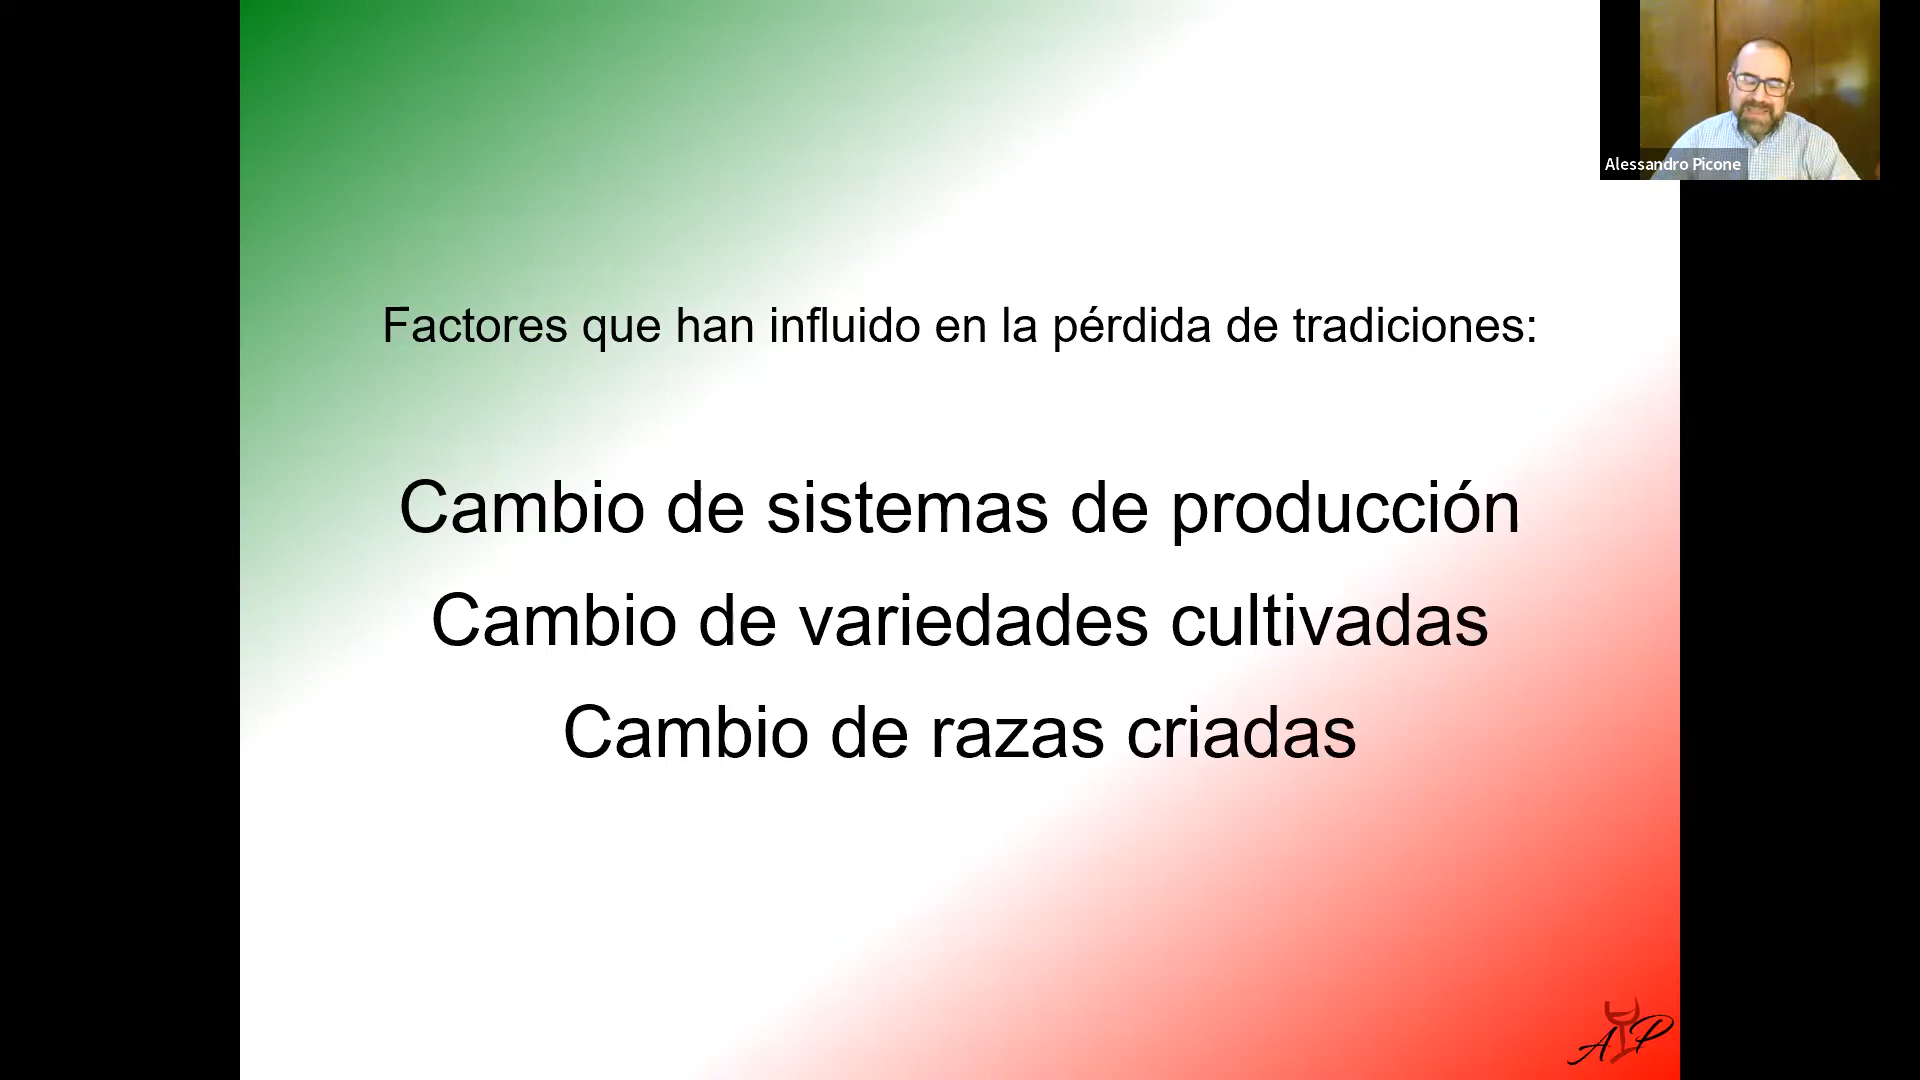 Alessandro Picone
Factores que han influido en la pérdida de tradiciones:
Cambio de sistemas de producción
Cambio de variedades cultivadas
Cambio de razas criadas
AP